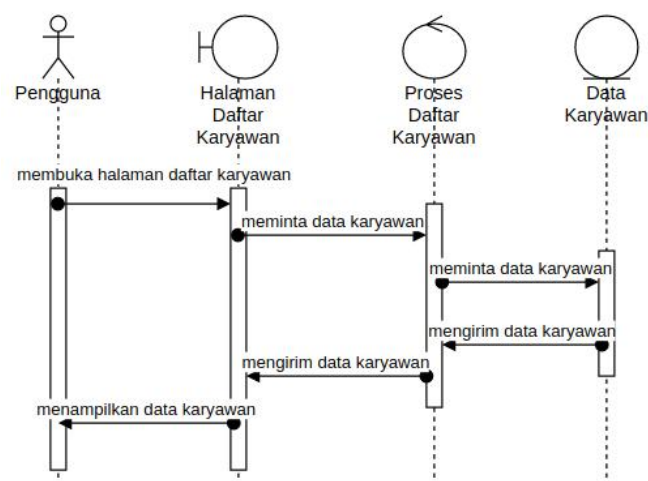 Pengguna
Halaman
Daftar
Karyawan
Proses
Daftar
Karyawan
Data
Karyawan
membuka halaman daftar karyawan
meminta data karyawan
meminta data karyawan
mengirim data karyawan
mengirim data karyawan
menampilkan data karyawan